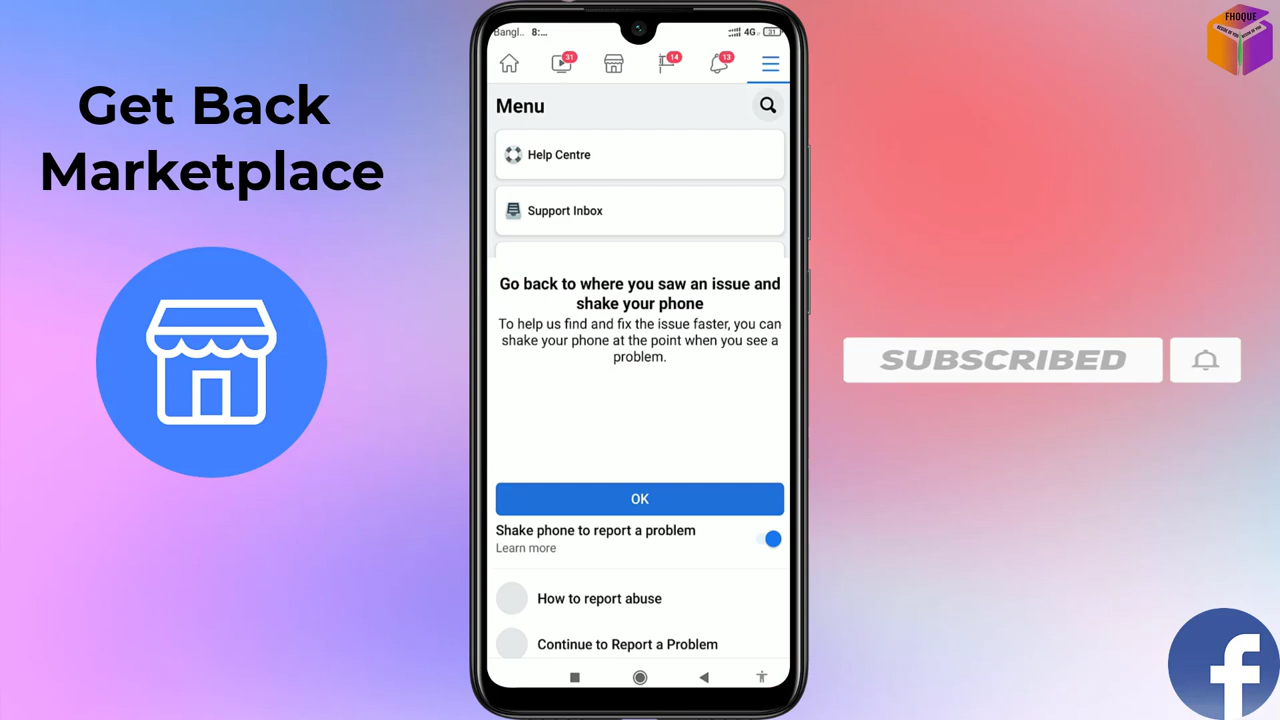 Get Back
Marketplace
Bangl.. 8:...
4G
31
31
14
13
Menu
Help Centre
Support Inbox
Go back to where you saw an issue and
shake your phone
To help us find and fix the issue faster, you can
shake your phone at the point when you see a
problem.
OK
Shake phone to report a problem
Learn more
How to report abuse
Continue to Report a Problem
SUBSCRIBED
FHOQUE
f